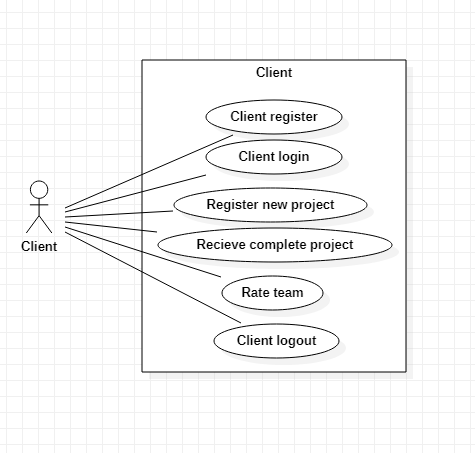 Client
Client register
Client login
Register new project
Recieve complete project
Rate team
Client logout
Client